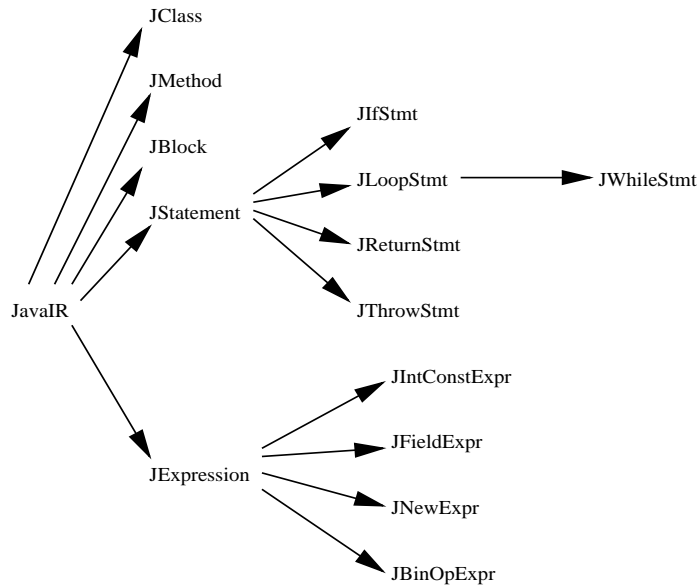 JClass
JMethod
JIfStmt
JBlock
JLoopStmt
JWhileStmt
JStatement
JReturnStmt
JavaIR
JThrowStmt
JIntConstExpr
JFieldExpr
JExpression
JNewExpr
JBinOpExpr